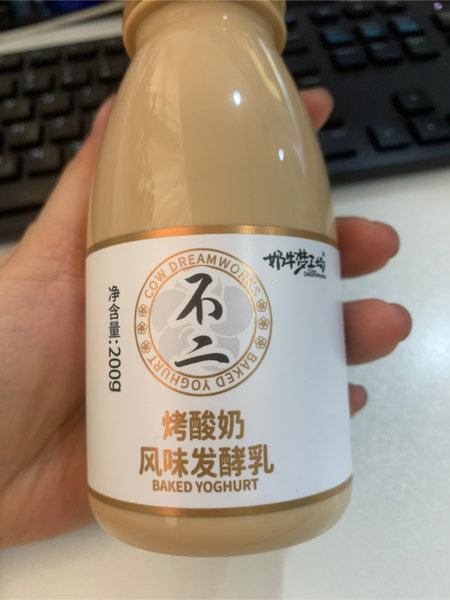 奶牛梦工场
COW DREAMWORKS
不二
BAKED YOGHURT
净含量:200g
烤酸奶
风味发酵乳
BAKED YOGHURT